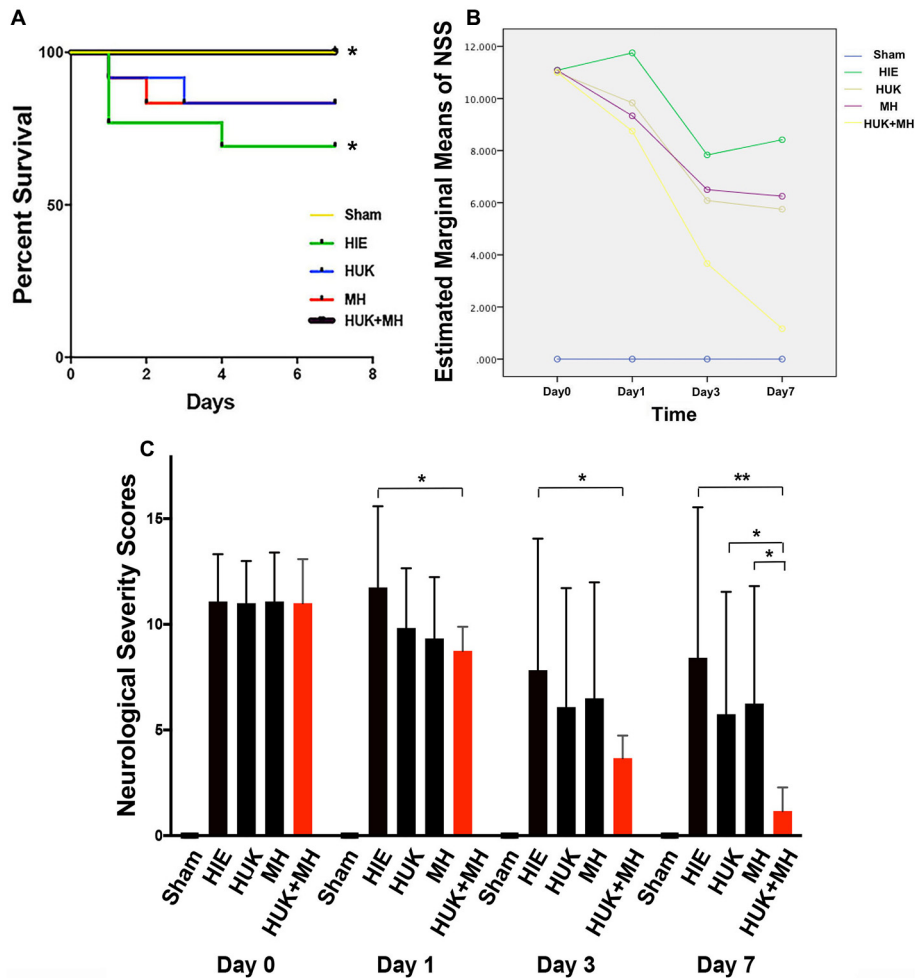 A
Percent Survival
100
50
0
0 2 4 6 8
Days
*
*
Sham
HIE
HUK
MH
HUK+MH
B
Estimated Marginal Means of NSS
12.000
10.000
8.000
6.000
4.000
2.000
.000
Day0 Day1 Day3 Day7
Time
Sham
HIE
HUK
MH
HUK+MH
C
Neurological Severity Scores
15
10
5
0
* * **
*
*
Sham HIE HUK MH HUK+MH Sham HIE HUK MH HUK+MH Sham HIE HUK MH HUK+MH Sham HIE HUK MH HUK+MH
Day 0 Day 1 Day 3 Day 7